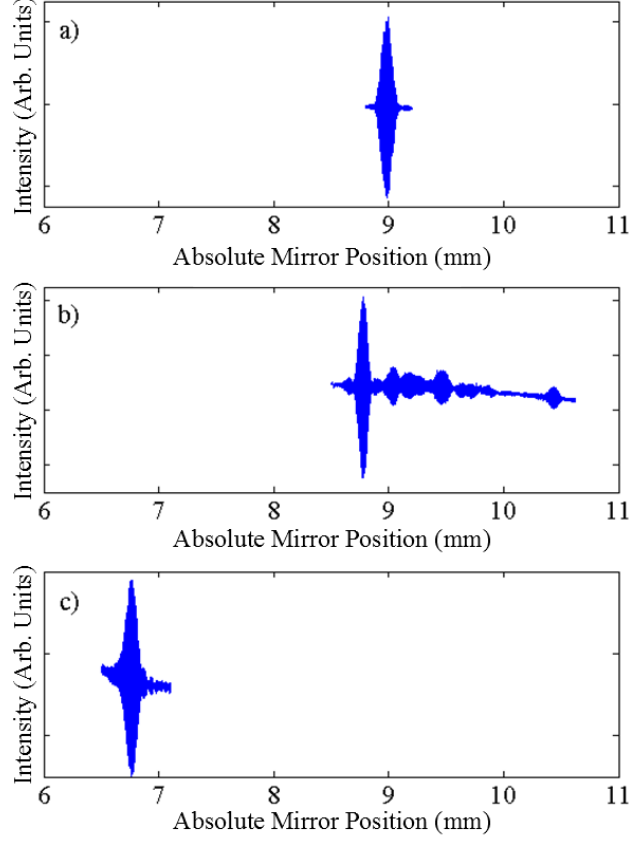 a)
Intensity (Arb. Units)
6 7 8 9 10 11
Absolute Mirror Position (mm)
b)
Intensity (Arb. Units)
6 7 8 9 10 11
Absolute Mirror Position (mm)
c)
Intensity (Arb. Units)
6 7 8 9 10 11
Absolute Mirror Position (mm)